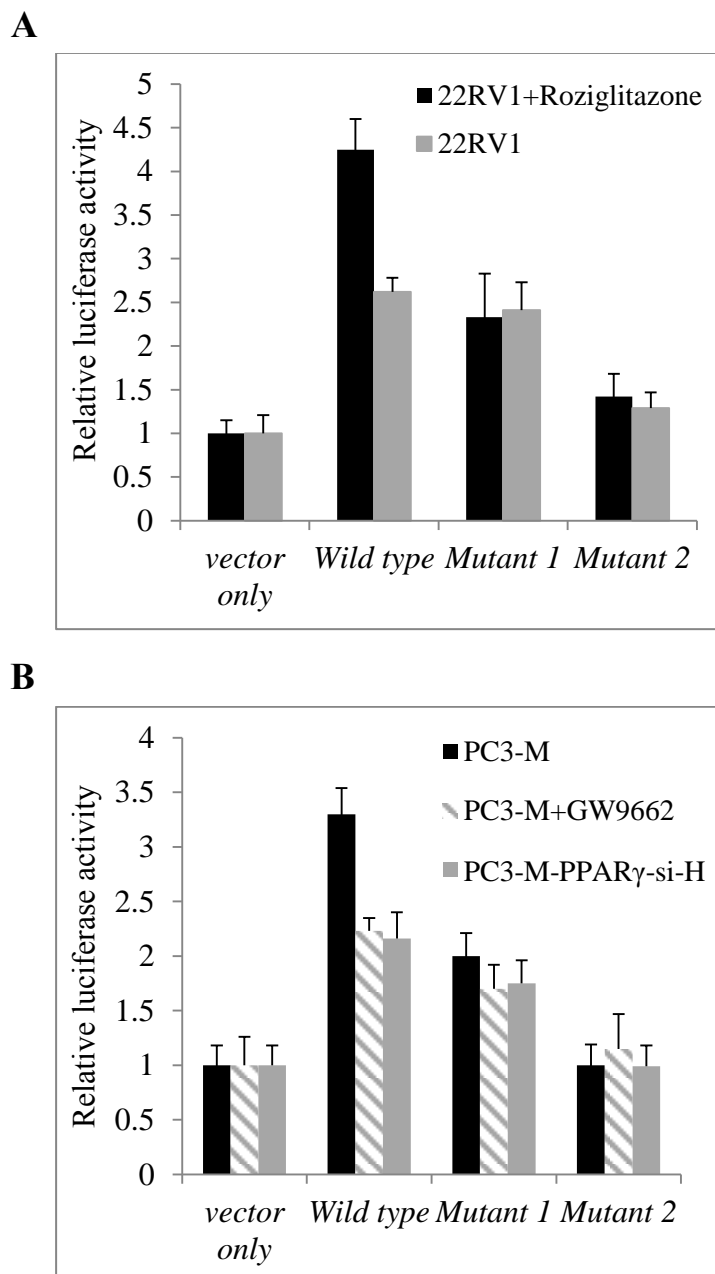 A
22RV1+Roziglitazone
22RV1
Relative luciferase activity
5
4.5
4
3.5
3
2.5
2
1.5
1
0.5
0
vector only
Wild type
Mutant 1
Mutant 2
B
PC3-M
PC3-M+GW9662
PC3-M-PPARγ-si-H
Relative luciferase activity
4
3.5
3
2.5
2
1.5
1
0.5
0
vector only
Wild type
Mutant 1
Mutant 2